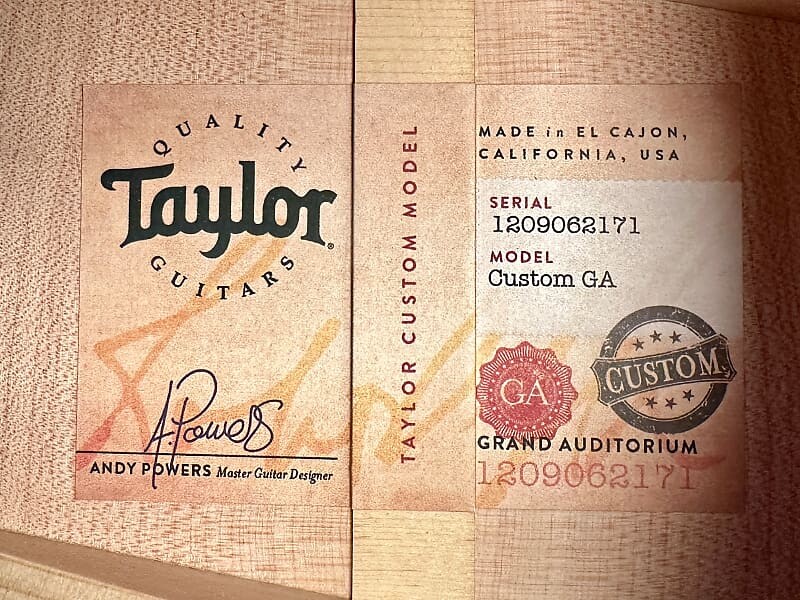 QUALITY
Taylor®
GUITARS
A. Powers
ANDY POWERS Master Guitar Designer
TAYLOR CUSTOM MODEL
MADE in EL CAJON,
CALIFORNIA, USA
SERIAL
1209062171
MODEL
Custom GA
GA
CUSTOM
GRAND AUDITORIUM
1209062171